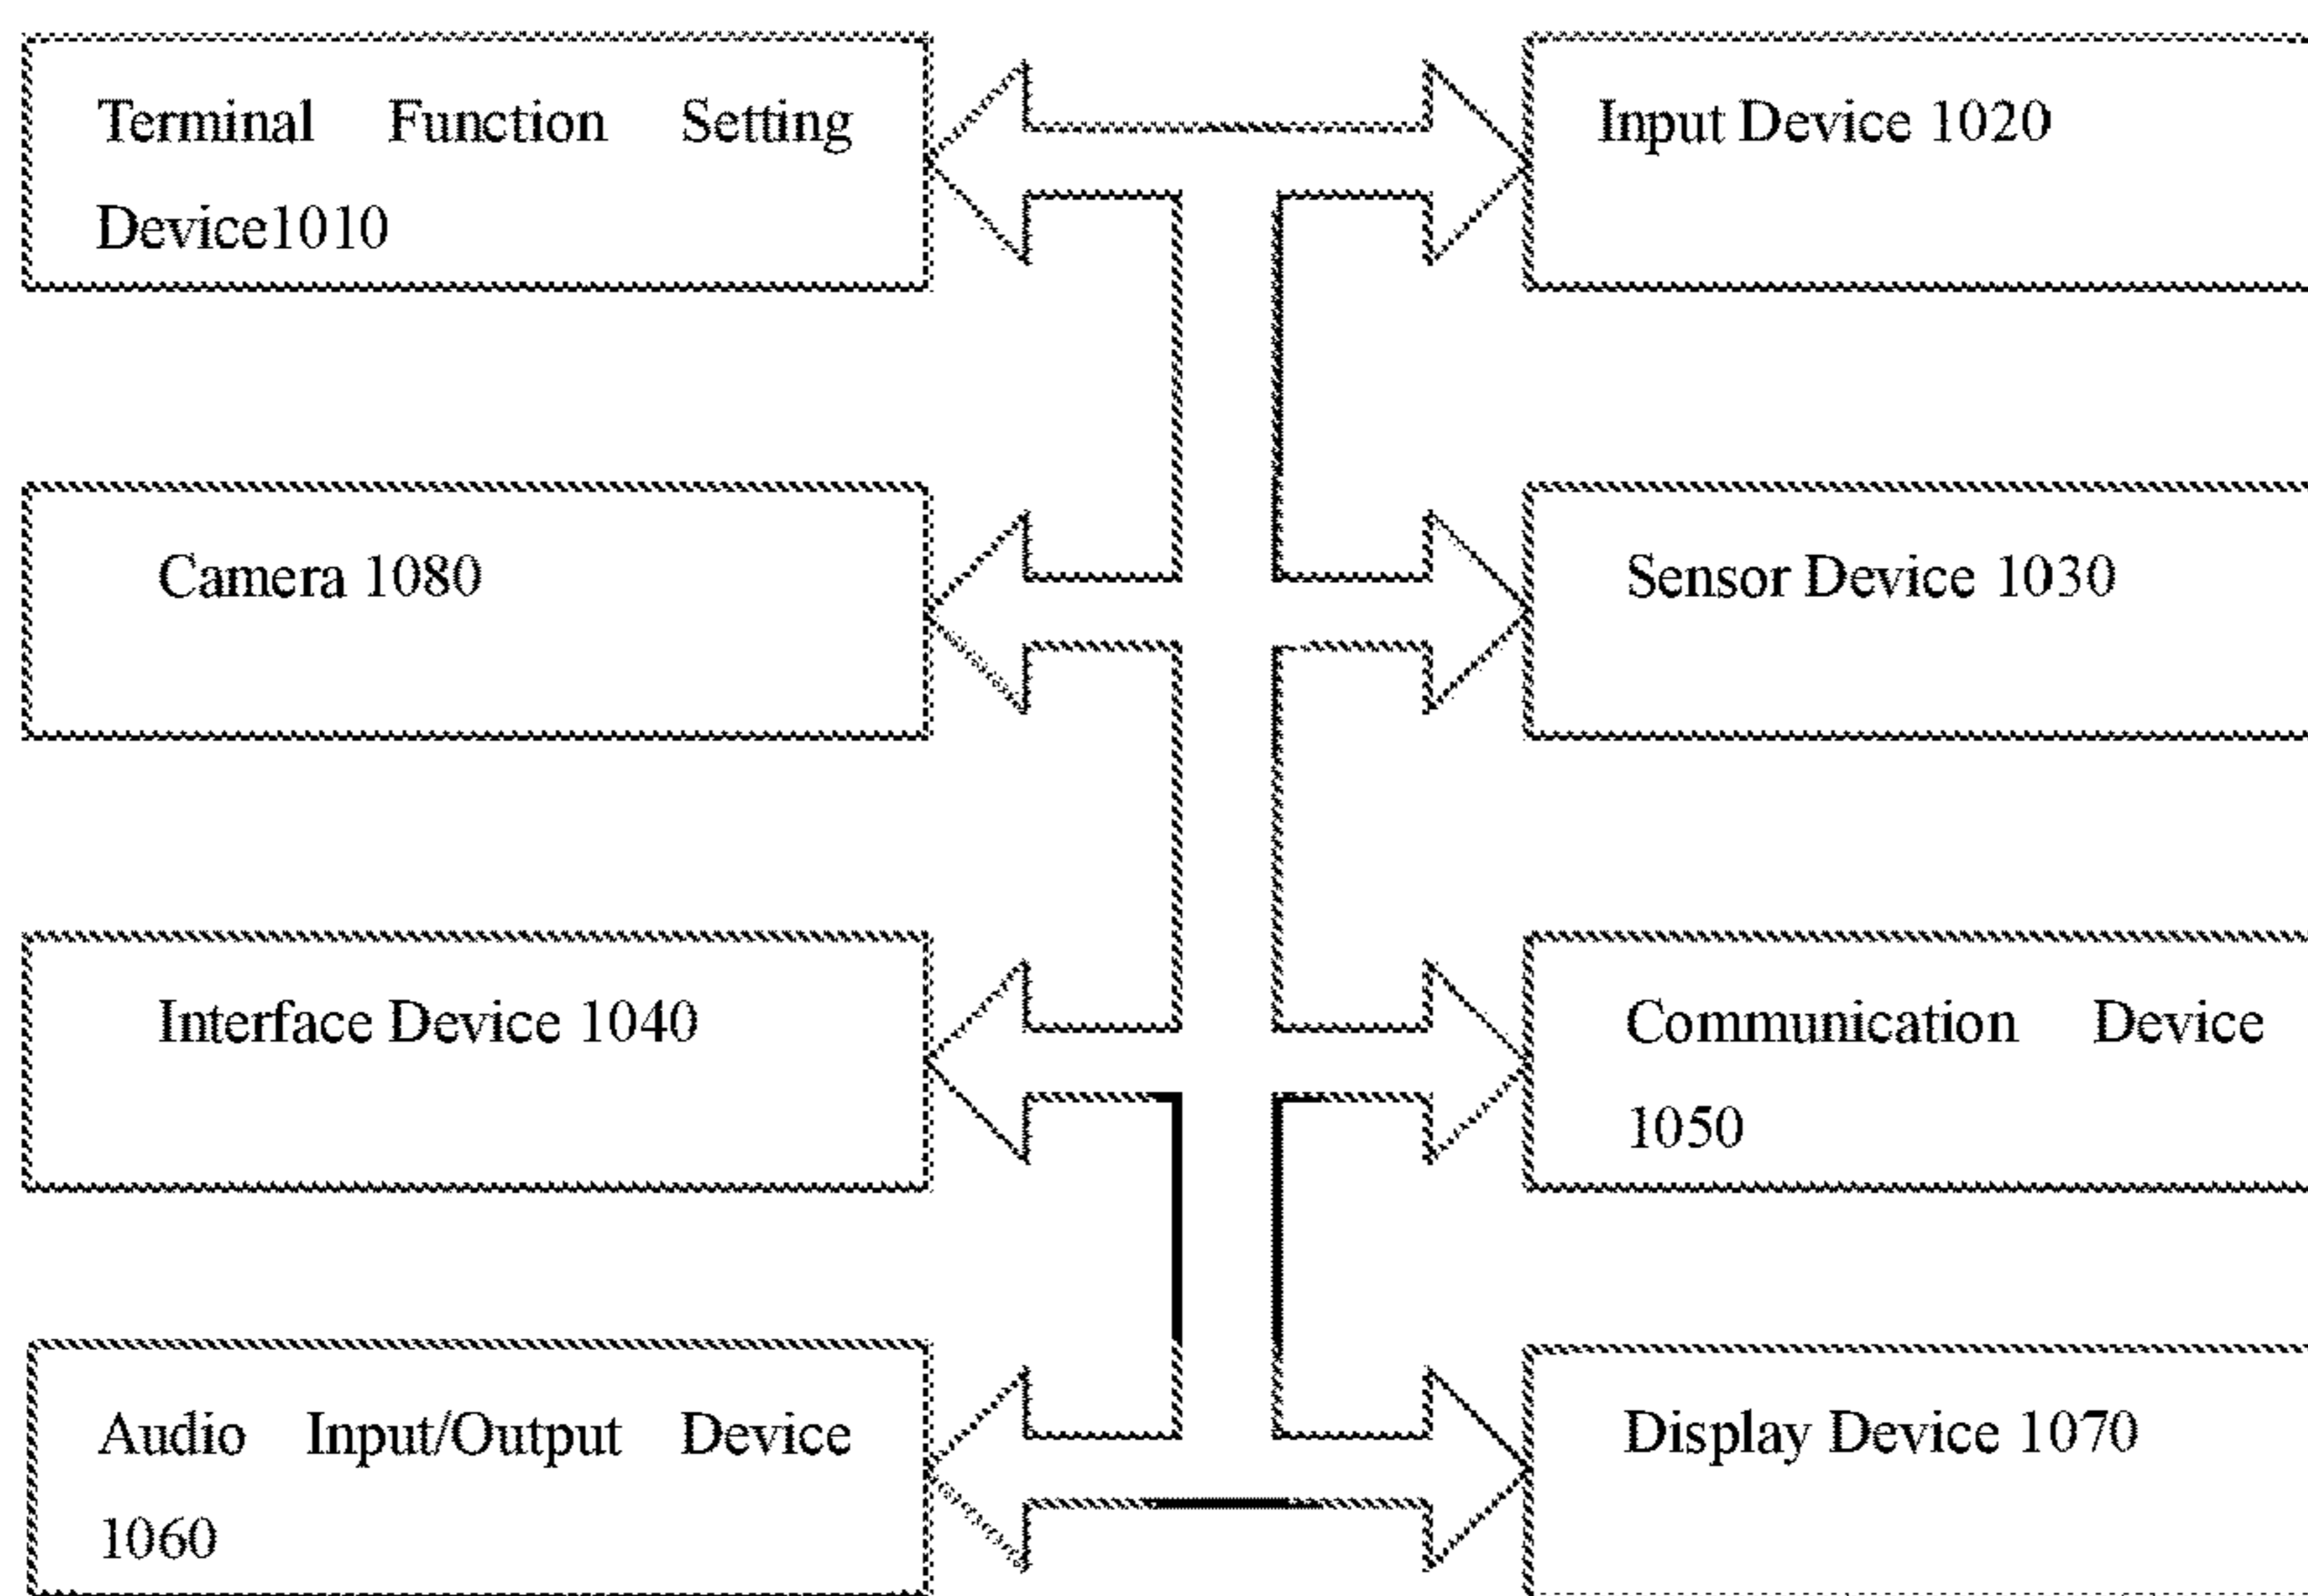 Terminal Function Setting
Device1010
Input Device 1020
Camera 1080
Sensor Device 1030
Interface Device 1040
Communication Device
1050
Audio Input/Output Device
1060
Display Device 1070